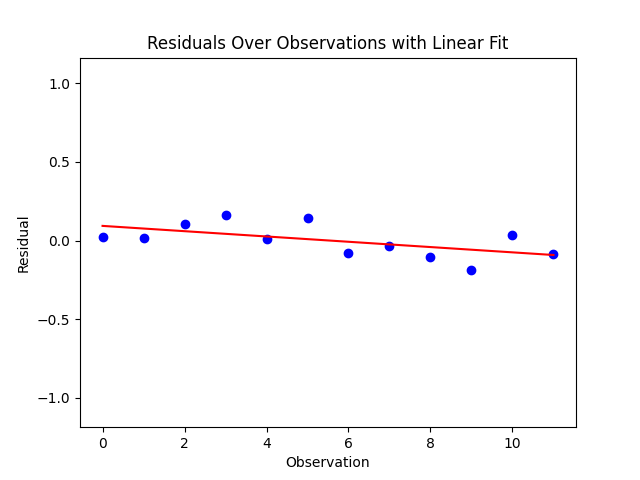 Residuals Over Observations with Linear Fit
1.0
0.5
0.0
−0.5
−1.0
Residual
0 2 4 6 8 10
Observation